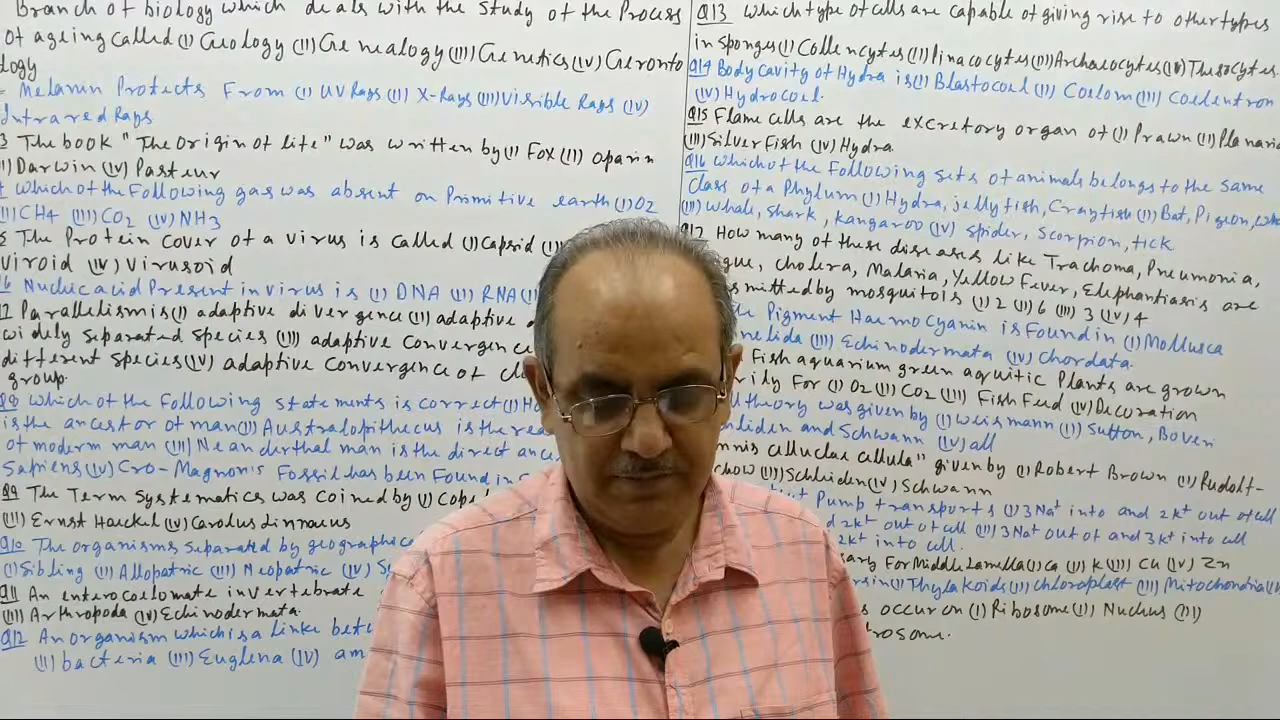 Branch of biology which deals with the study of the Process
of ageing called (I) Geology (II) Genealogy (III) Genetics (IV) Geronto
logy
Melanin Protects From (I) UV Rays (II) X-Rays (III) Visible Rays (IV)
Infrared Rays
3 The book "The origin of life" was written by (I) Fox (II) oparin
(II) Darwin (IV) Pasteur
which of the Following gas was absent on Primitive earth (I) O2
(II) CH4 (III) CO2 (IV) NH3
5 The Protein cover of a virus is called (I) Capsid
viroid (IV) Virusoid
Nucleic acid Present in virus is (I) DNA (II) RNA
Parallelism is (I) adaptive divergence (II) adaptive
widely separated species (III) adaptive convergence
different species (IV) adaptive convergence of
group.
Q8 which of the Following statements is correct (I)
is the ancestor of man (II) Australopithecus is the
of modern man (III) Neanderthal man is the direct
Sapiens (IV) Cro-Magnon's Fossil has been Found in
Q9 The Term Systematics was coined by (I) Cope
(III) Ernst Haeckel (IV) Carolus Linnaeus
Q10 The organisms separated by
(I) Sibling (II) Allopatric (III) Neopatric (IV)
Q11 An enterocoelomate invertebrate
(III) Arthropoda (IV) Echinodermata.
Q12 An organism which is a linke
(II) bacteria (III) Euglena (IV)
Q13 which type of cells are capable of giving rise to other types
in sponges (I) Collencytes (II) Pinacocytes (III) Archaeocytes (IV) Thesocytes
Q14 Body Cavity of Hydra is (I) Blastocoel (II) Coelom (III) Coelentron
(IV) Hydrocoel.
Q15 Flame cells are the excretory organ of (I) Prawn (II) Planaria
(III) Silver Fish (IV) Hydra
Q16 which of the Following sets of animals belongs to the same
class of a Phylum (I) Hydra, jelly fish, Crayfish (II) Bat, Pigeon,
(III) whale, shark, kangaroo (IV) spider, scorpion, tick
How many of these diseases like Trachoma, Pneumonia,
cholera, Malaria, Yellow Fever, Elephantiasis are
by mosquitois (I) 2 (II) 6 (III) 3 (IV) 4
Pigment Haemocyanin is Found in (I) Mollusca
(III) Echinodermata (IV) Chordata.
Fish aquarium green aquitic Plants are grown
For (I) O2 (II) CO2 (III) Fish Feed (IV) Decoration
theory was given by (I) Weismann (II) Sutton, Boveri
and Schwann (IV) all
cellulae cellula" given by (I) Robert Brown (II) Rudolf-
(III) Schleiden (IV) Schwann
Pump transports (I) 3Na+ into and 2K+ out of cell
2K+ out of cell (III) 3Na+ out of and 3K+ into cell
2K+ into cell.
For Middle Lamella (I) Ca (II) K (III) Cu (IV) Zn
(I) Thylakoids (II) Chloroplast (III) Mitochondria
occur on (I) Ribosome (II) Nucleus (III)